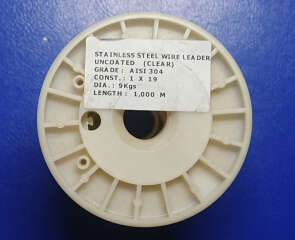 STAINLESS STEEL WIRE LEADER
UNCOATED (CLEAR)
GRADE : AISI 304
CONST.: 1 X 19
DIA.: 9Kgs
LENGTH : 1,000 M